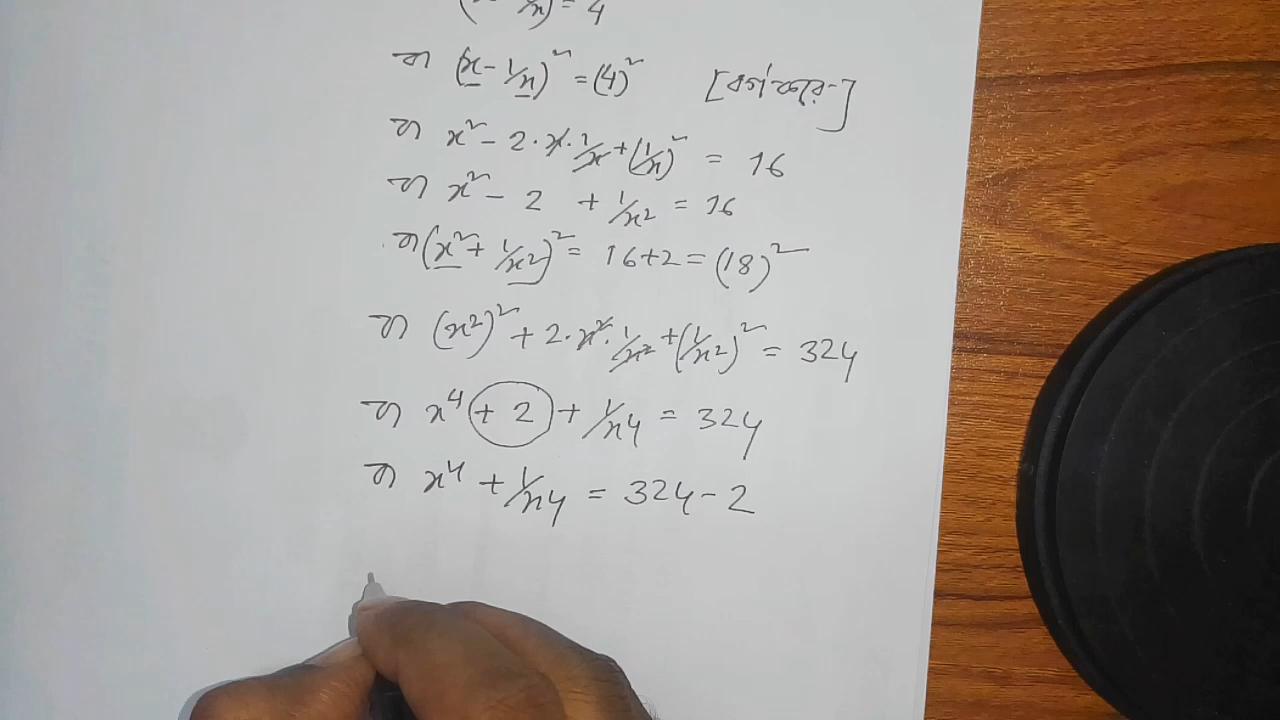 1/x) = 4
বা (x - 1/x)² = (4)² [বর্গ করে-]
বা x² - 2·x·1/x + (1/x)² = 16
বা x² - 2 + 1/x² = 16
বা (x² + 1/x²)² = 16+2 = (18)²
বা (x²)² + 2·x²·1/x² + (1/x²)² = 324
বা x⁴ + 2 + 1/x⁴ = 324
বা x⁴ + 1/x⁴ = 324 - 2